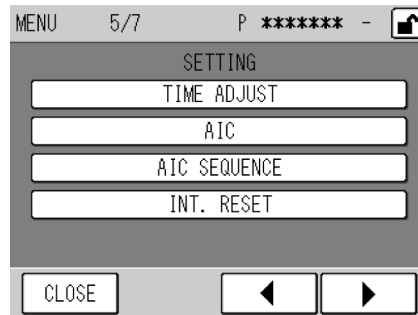 MENU 5/7 P ******* -
SETTING
TIME ADJUST
AIC
AIC SEQUENCE
INT. RESET
CLOSE